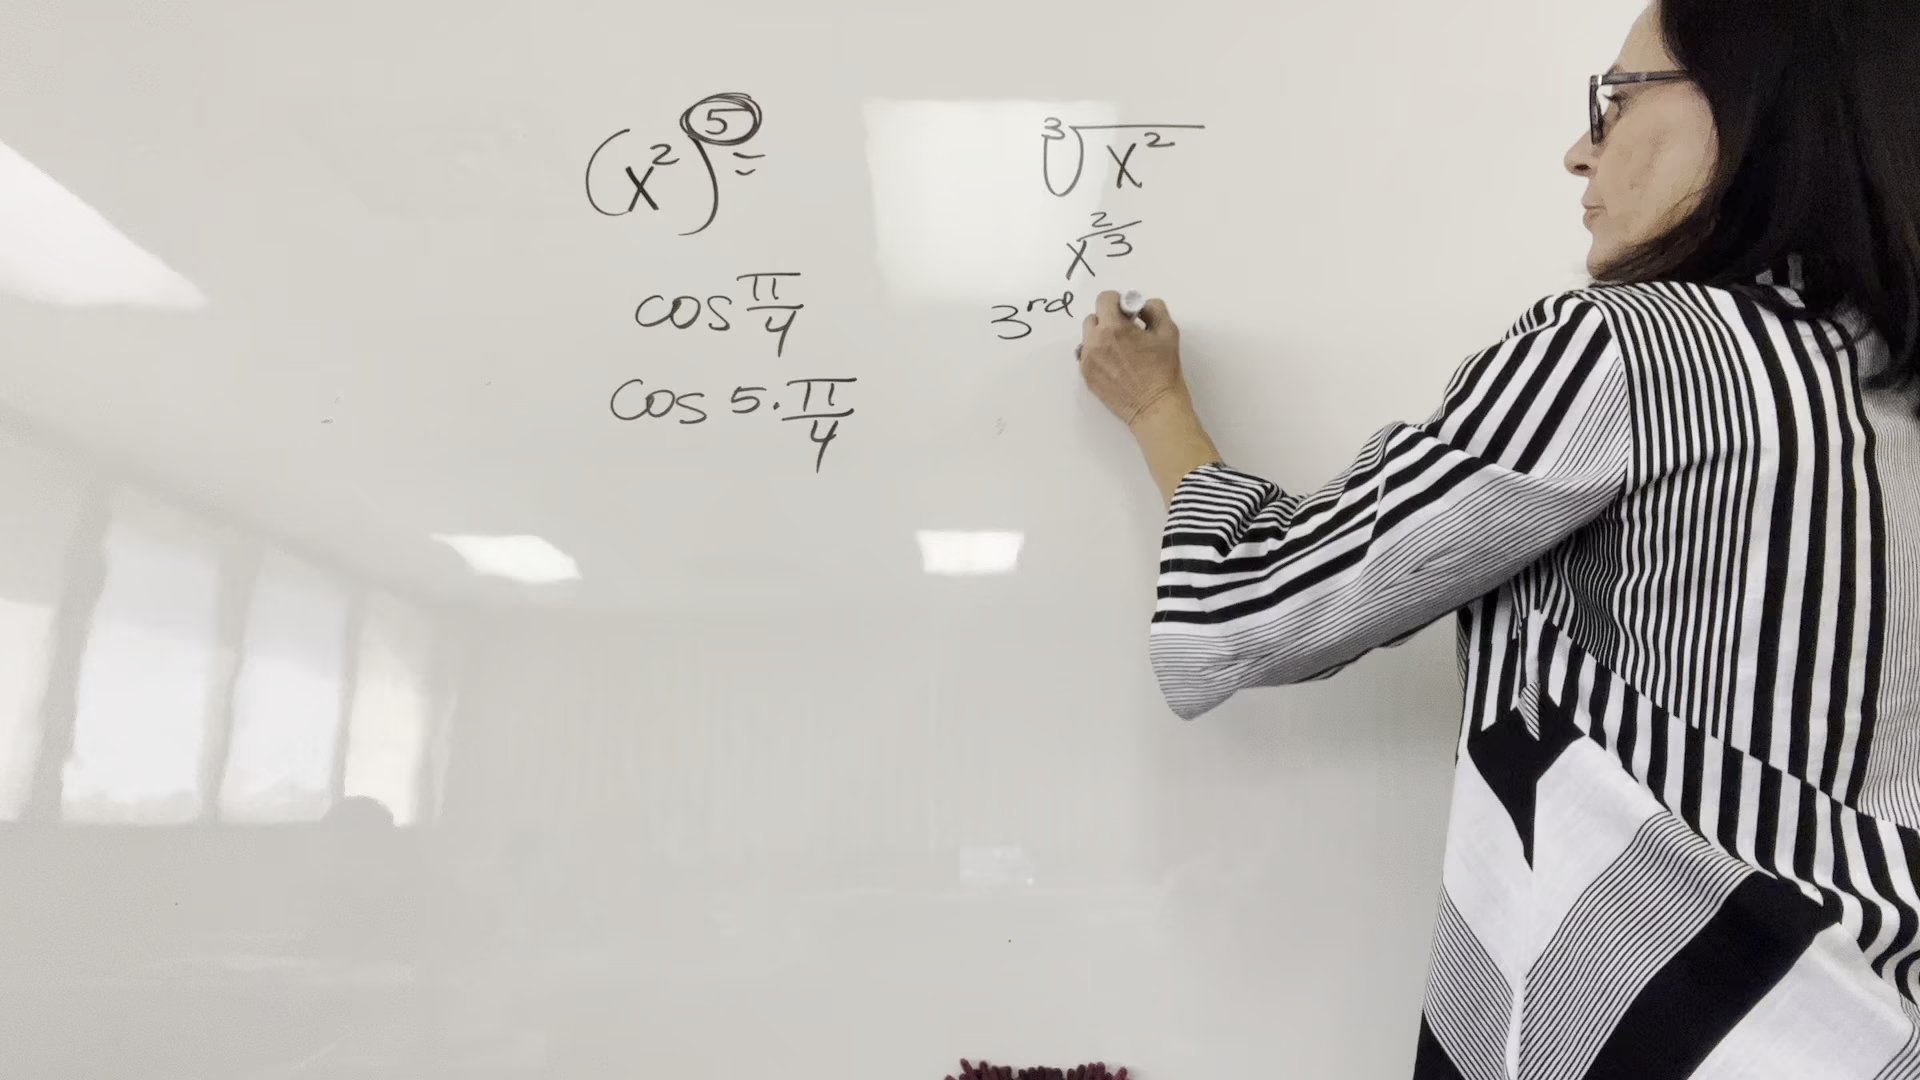 (x²)⁵ =
cos π/4
cos 5·π/4
∛x²
x^(2/3)
3rd